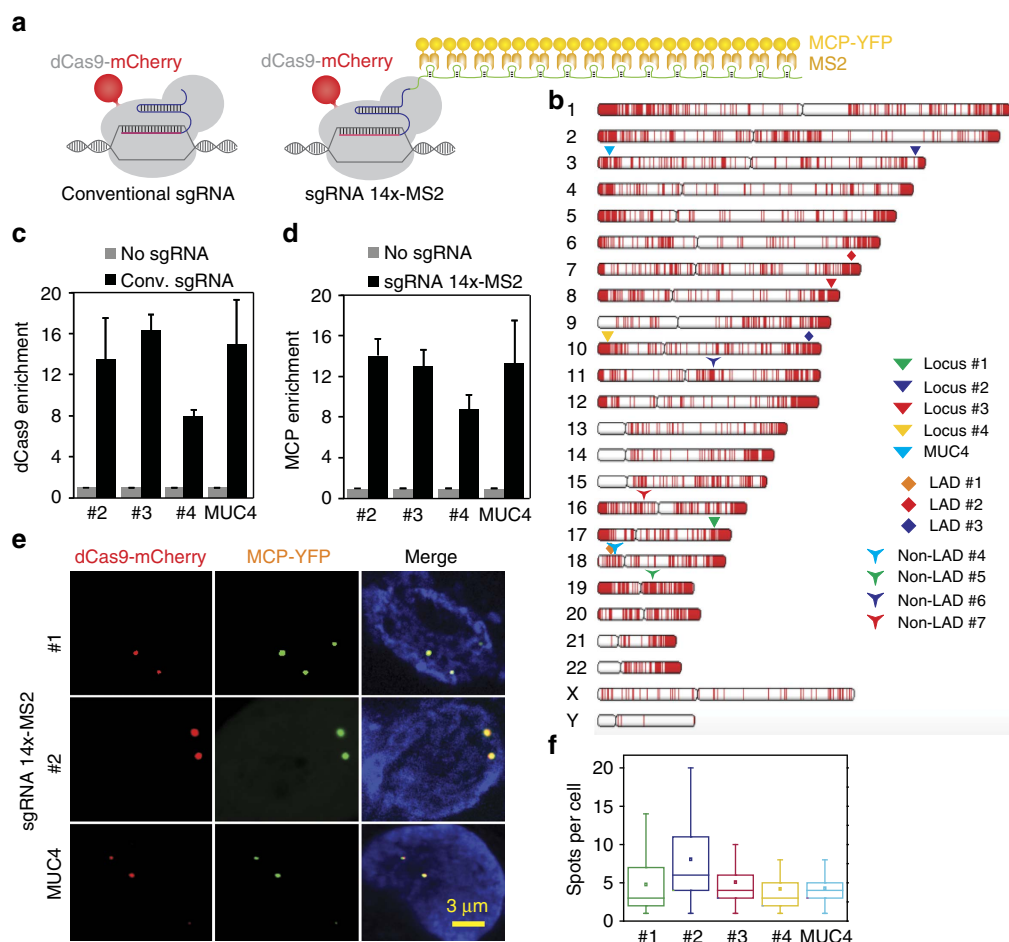 a
dCas9-mCherry
Conventional sgRNA
dCas9-mCherry
MCP-YFP
MS2
sgRNA 14x-MS2
b
1
2
3
4
5
6
7
8
9
10
11
12
13
14
15
16
17
18
19
20
21
22
X
Y
Locus #1
Locus #2
Locus #3
Locus #4
MUC4
LAD #1
LAD #2
LAD #3
Non-LAD #4
Non-LAD #5
Non-LAD #6
Non-LAD #7
c
No sgRNA
Conv. sgRNA
dCas9 enrichment
20
16
12
8
4
0
#2 #3 #4 MUC4
d
No sgRNA
sgRNA 14x-MS2
MCP enrichment
20
16
12
8
4
0
#2 #3 #4 MUC4
e
dCas9-mCherry MCP-YFP Merge
sgRNA 14x-MS2
#1
#2
MUC4
3 μm
f
Spots per cell
20
15
10
5
0
#1 #2 #3 #4 MUC4